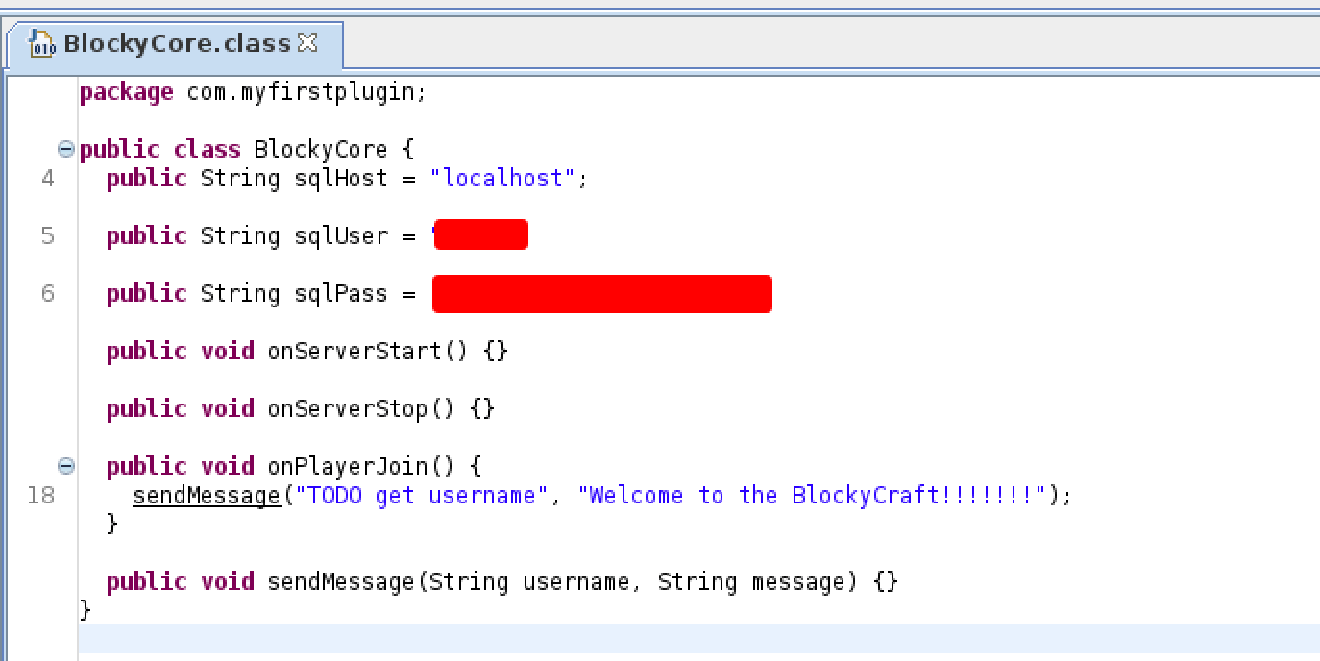 BlockyCore.class
package com.myfirstplugin;
public class BlockyCore {
4 public String sqlHost = "localhost";
5 public String sqlUser = "
6 public String sqlPass =
public void onServerStart() {}
public void onServerStop() {}
public void onPlayerJoin() {
18 sendMessage("TODO get username", "Welcome to the BlockyCraft!!!!!!!");
}
public void sendMessage(String username, String message) {}
}